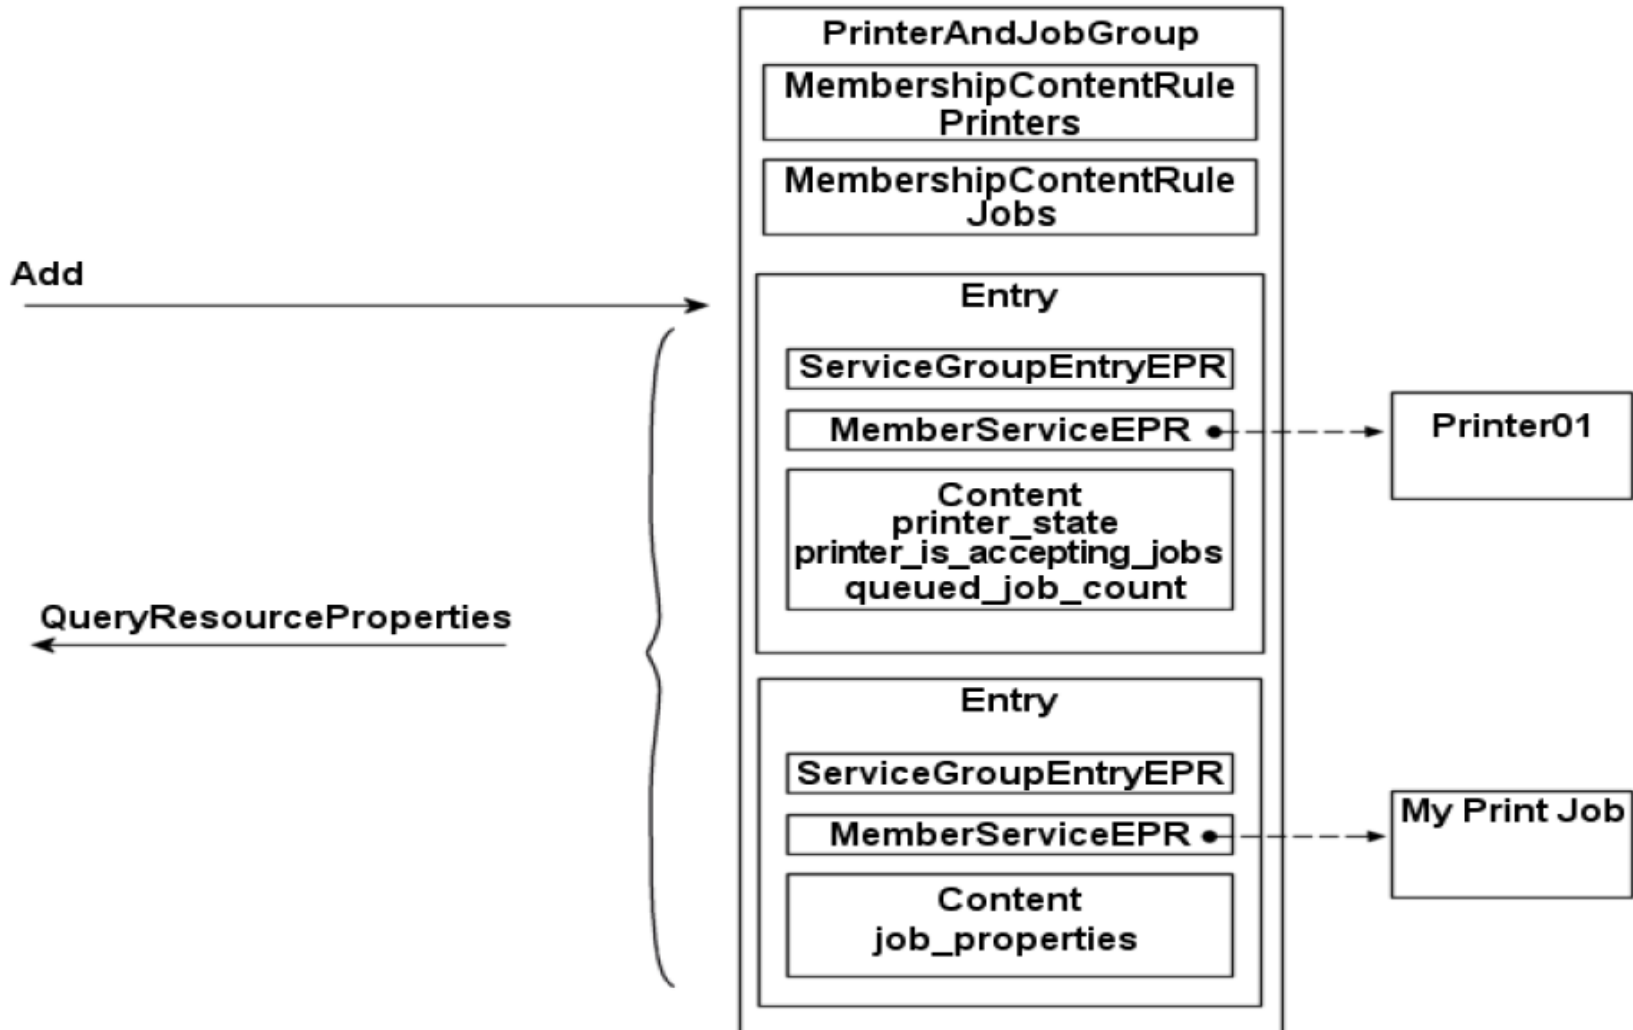 PrinterAndJobGroup
MembershipContentRule
Printers
MembershipContentRule
Jobs
Add
Entry
ServiceGroupEntryEPR
MemberServiceEPR
Printer01
Content
printer_state
printer_is_accepting_jobs
queued_job_count
QueryResourceProperties
Entry
ServiceGroupEntryEPR
MemberServiceEPR
My Print Job
Content
job_properties